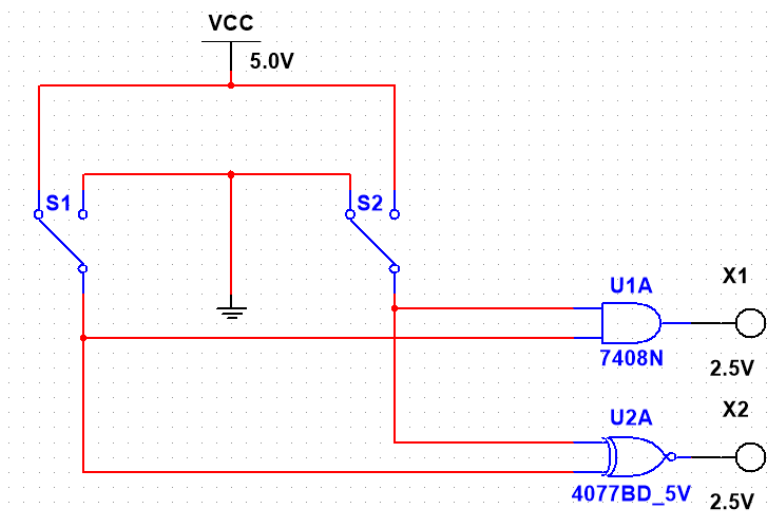 VCC
5.0V
S1
S2
U1A
X1
7408N
2.5V
U2A
X2
4077BD_5V
2.5V